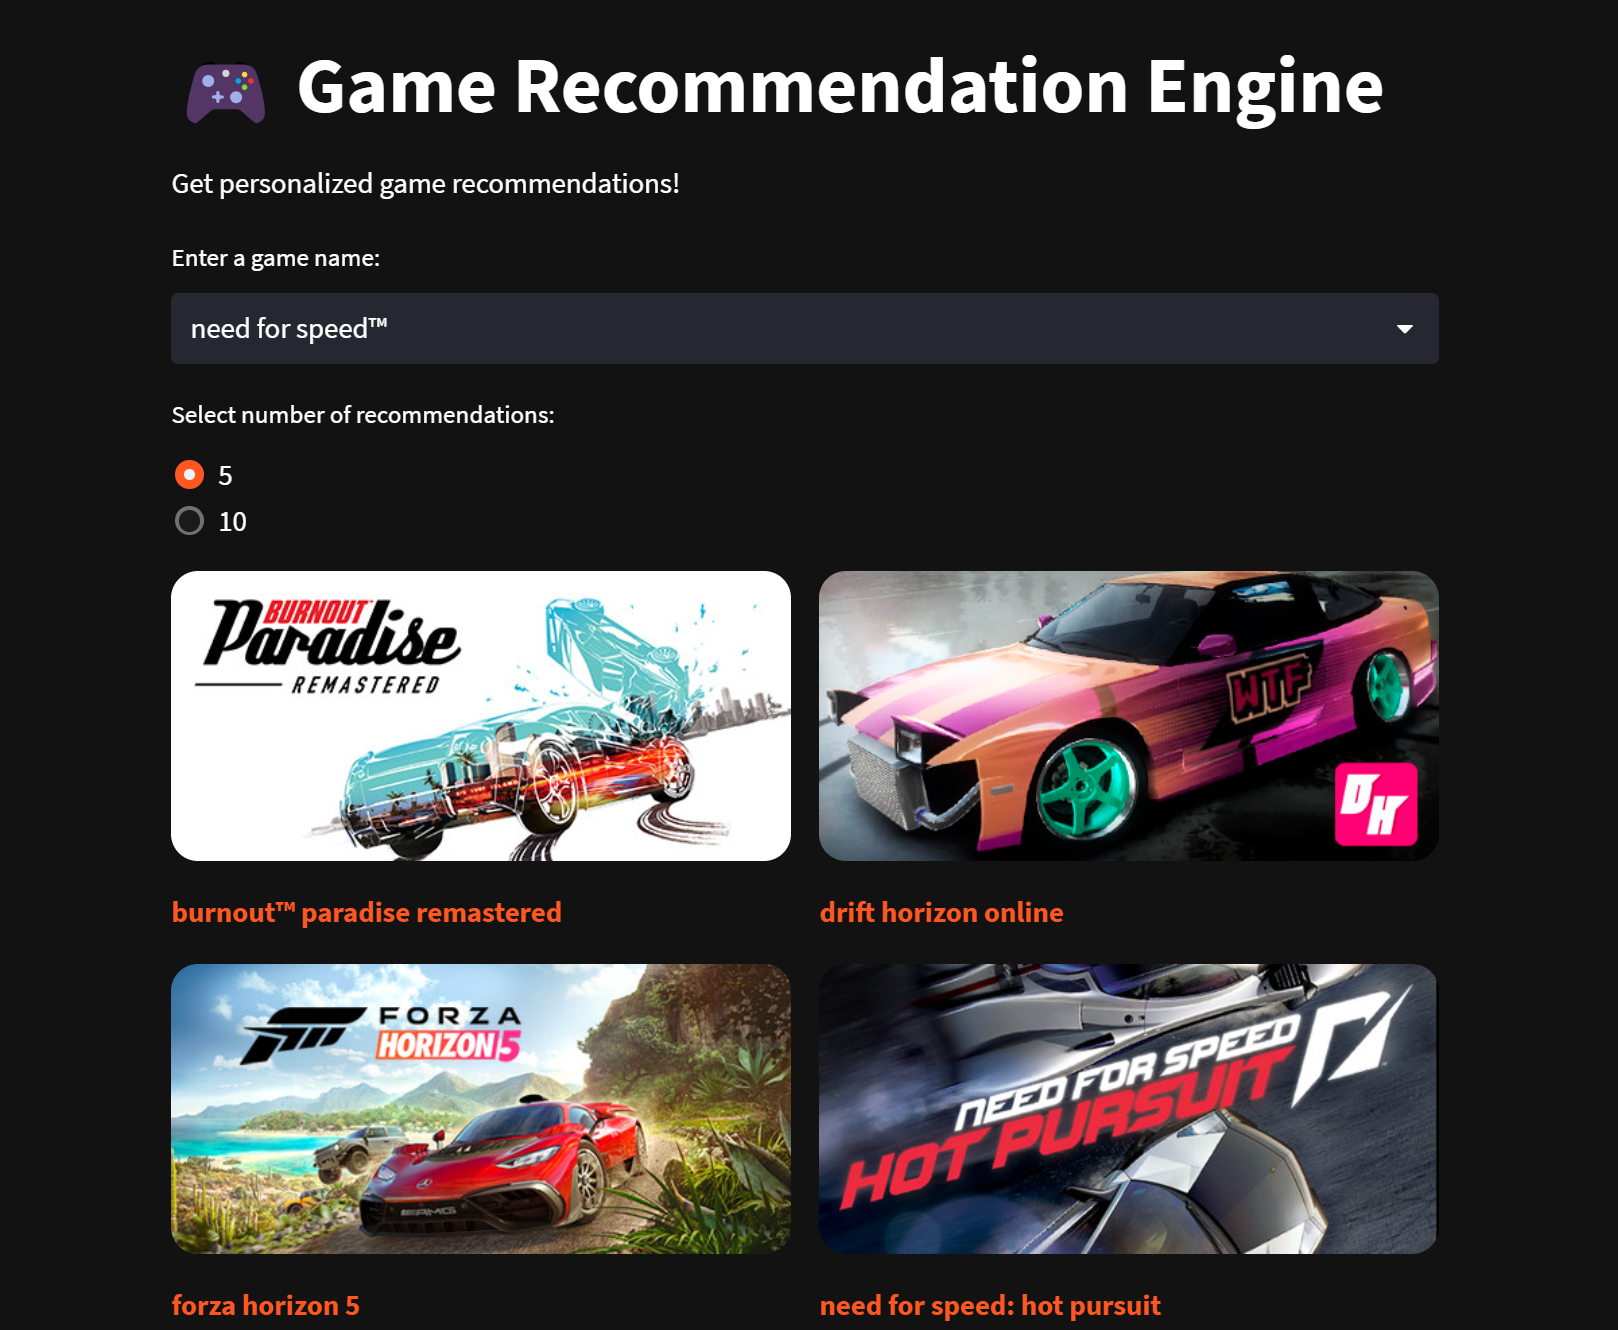 Game Recommendation Engine
Get personalized game recommendations!
Enter a game name:
need for speed™
Select number of recommendations:
5
10
BURNOUT™
Paradise
REMASTERED
WTF
DH
burnout™ paradise remastered
drift horizon online
FORZA
HORIZON 5
AMG
NEED FOR SPEED
HOT PURSUIT
forza horizon 5
need for speed: hot pursuit